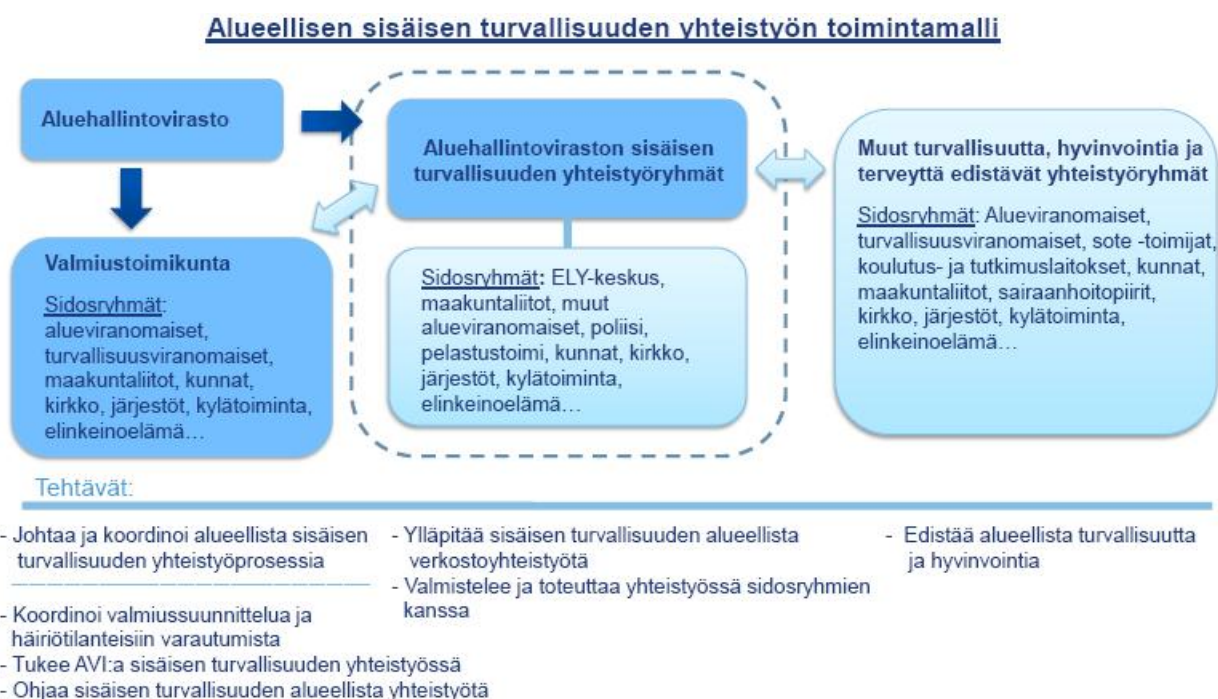 Alueellisen sisäisen turvallisuuden yhteistyön toimintamalli
Aluehallintovirasto
Valmiustoimikunta
Sidosryhmät:
alueviranomaiset,
turvallisuusviranomaiset,
maakuntaliitot, kunnat,
kirkko, järjestöt, kylätoiminta,
elinkeinoelämä…
Aluehallintoviraston sisäisen
turvallisuuden yhteistyöryhmät
Sidosryhmät: ELY-keskus,
maakuntaliitot, muut
alueviranomaiset, poliisi,
pelastustoimi, kunnat, kirkko,
järjestöt, kylätoiminta,
elinkeinoelämä…
Muut turvallisuutta, hyvinvointia ja
terveyttä edistävät yhteistyöryhmät
Sidosryhmät: Alueviranomaiset,
turvallisuusviranomaiset, sote -toimijat,
koulutus- ja tutkimuslaitokset, kunnat,
maakuntaliitot, sairaanhoitopiirit,
kirkko, järjestöt, kylätoiminta,
elinkeinoelämä…
Tehtävät:
- Johtaa ja koordinoi alueellista sisäisen
turvallisuuden yhteistyöprosessia
- Koordinoi valmiussuunnittelua ja
häiriötilanteisiin varautumista
- Tukee AVI:a sisäisen turvallisuuden yhteistyössä
- Ohjaa sisäisen turvallisuuden alueellista yhteistyötä
- Ylläpitää sisäisen turvallisuuden alueellista
verkostoyhteistyötä
- Valmistelee ja toteuttaa yhteistyössä sidosryhmien
kanssa
- Edistää alueellista turvallisuutta
ja hyvinvointia